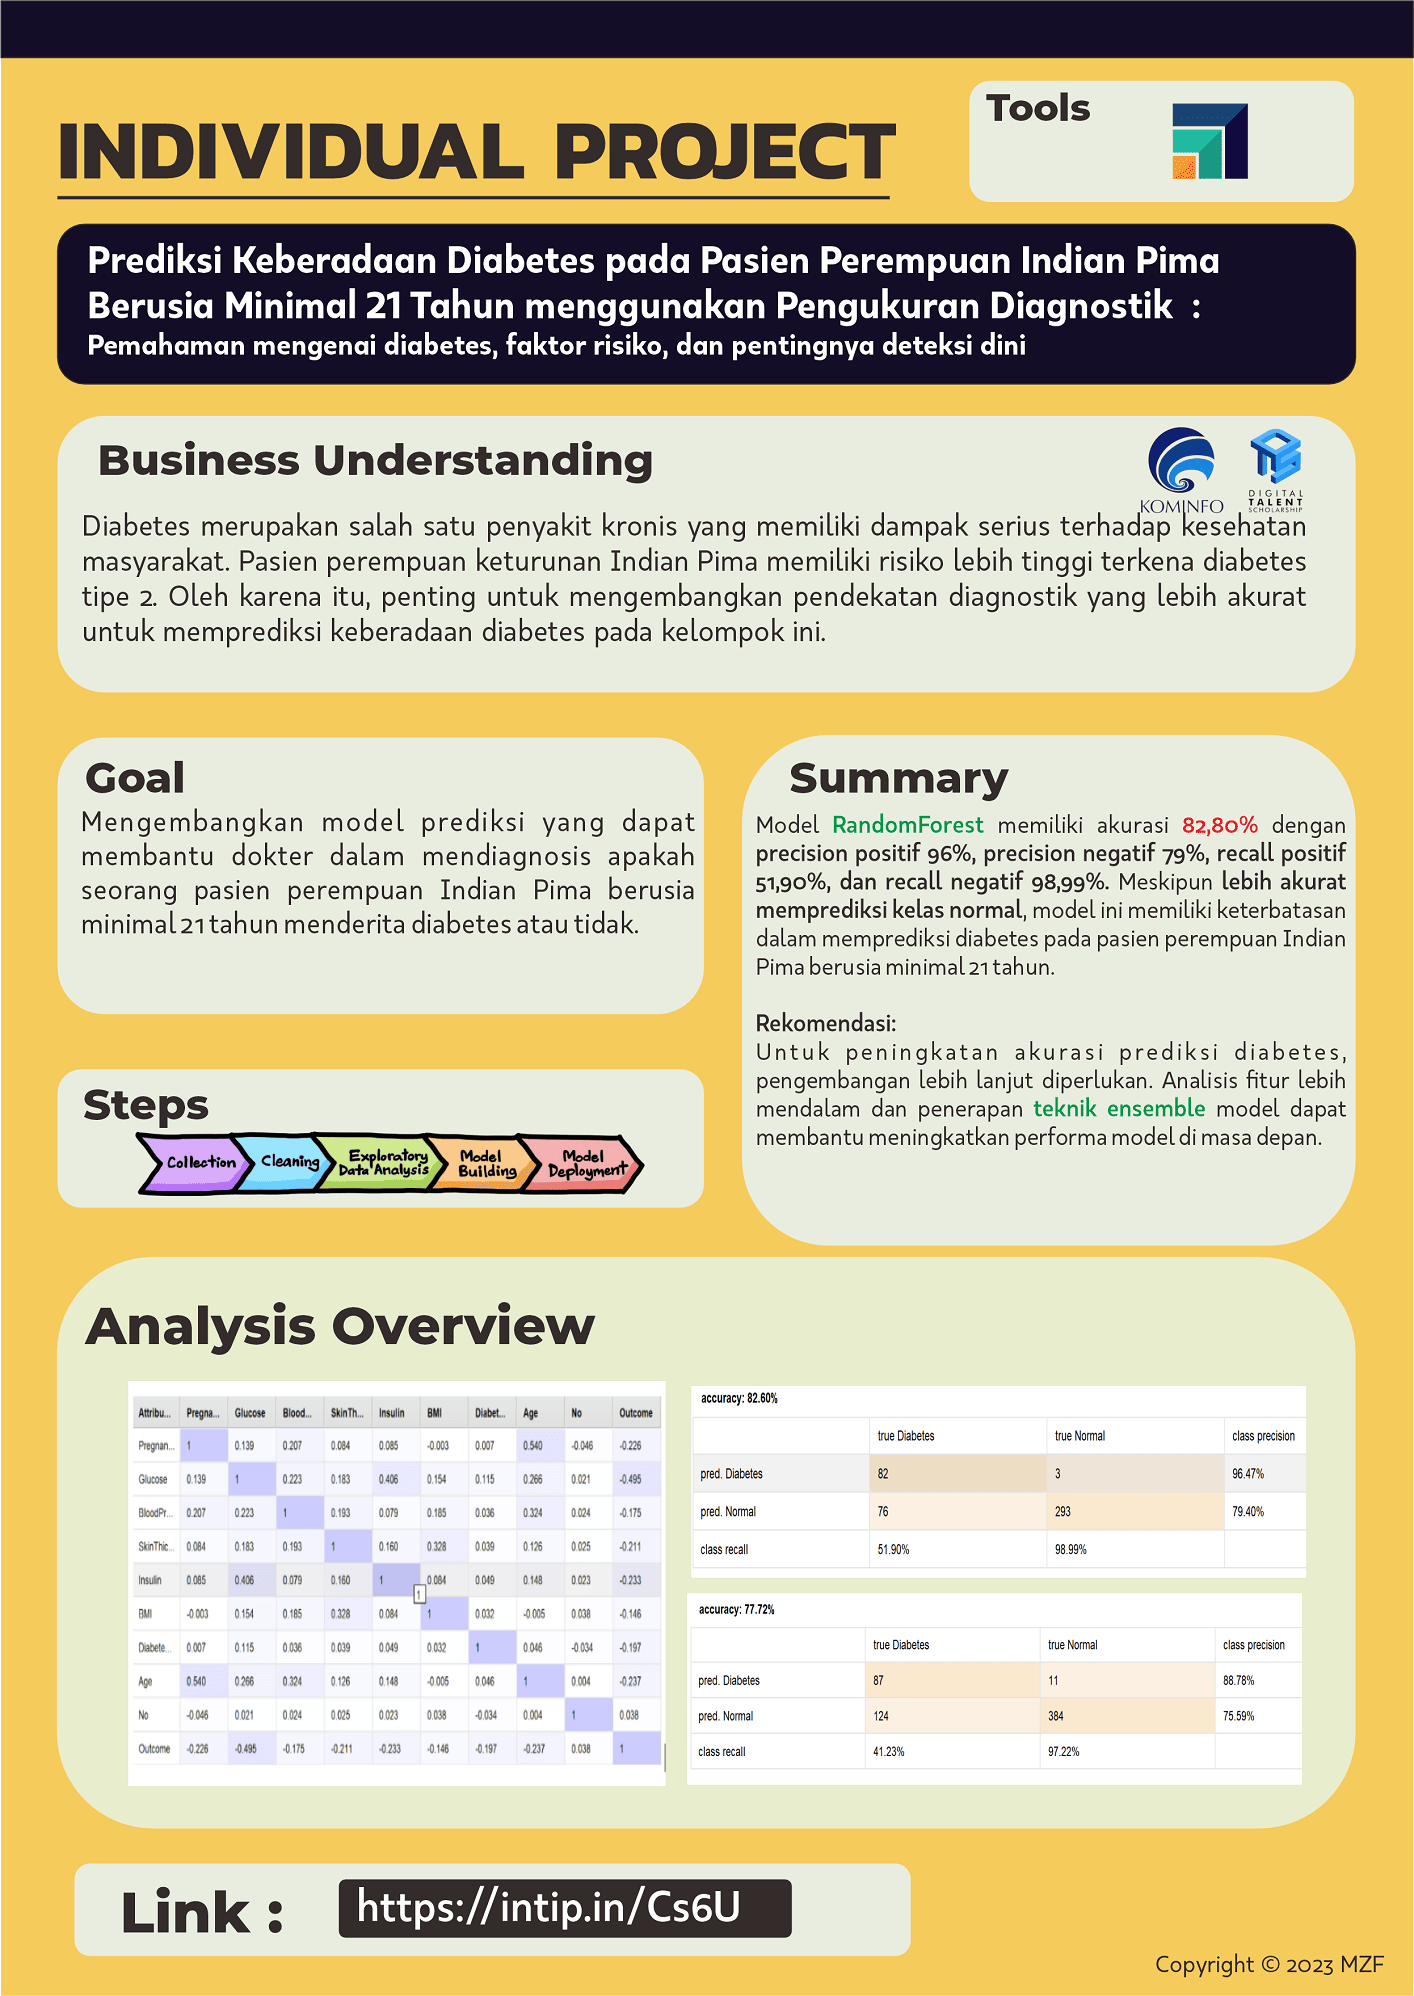 INDIVIDUAL PROJECT
Tools
Prediksi Keberadaan Diabetes pada Pasien Perempuan Indian Pima
Berusia Minimal 21 Tahun menggunakan Pengukuran Diagnostik :
Pemahaman mengenai diabetes, faktor risiko, dan pentingnya deteksi dini
Business Understanding
KOMINFO
DIGITAL
TALENT
SCHOLARSHIP
Diabetes merupakan salah satu penyakit kronis yang memiliki dampak serius terhadap kesehatan
masyarakat. Pasien perempuan keturunan Indian Pima memiliki risiko lebih tinggi terkena diabetes
tipe 2. Oleh karena itu, penting untuk mengembangkan pendekatan diagnostik yang lebih akurat
untuk memprediksi keberadaan diabetes pada kelompok ini.
Goal
Mengembangkan model prediksi yang dapat
membantu dokter dalam mendiagnosis apakah
seorang pasien perempuan Indian Pima berusia
minimal 21 tahun menderita diabetes atau tidak.
Summary
Model RandomForest memiliki akurasi 82,80% dengan
precision positif 96%, precision negatif 79%, recall positif
51,90%, dan recall negatif 98,99%. Meskipun lebih akurat
memprediksi kelas normal, model ini memiliki keterbatasan
dalam memprediksi diabetes pada pasien perempuan Indian
Pima berusia minimal 21 tahun.
Rekomendasi:
Untuk peningkatan akurasi prediksi diabetes,
pengembangan lebih lanjut diperlukan. Analisis fitur lebih
mendalam dan penerapan teknik ensemble model dapat
membantu meningkatkan performa model di masa depan.
Steps
Collection Cleaning Exploratory Data Analysis Model Building Model Deployment
Analysis Overview
Attribu... Pregna... Glucose Blood... SkinTh... Insulin BMI Diabet... Age No Outcome
Pregnan... 1 0.139 0.207 0.084 0.085 -0.003 0.007 0.540 -0.046 -0.226
Glucose 0.139 1 0.223 0.183 0.406 0.154 0.115 0.266 0.021 -0.495
BloodPr... 0.207 0.223 1 0.193 0.079 0.185 0.036 0.324 0.024 -0.175
SkinThic... 0.084 0.183 0.193 1 0.160 0.328 0.039 0.126 0.025 -0.211
Insulin 0.085 0.406 0.079 0.160 1 0.084 0.049 0.148 0.023 -0.233
1
BMI -0.003 0.154 0.185 0.328 0.084 1 0.032 -0.005 0.038 -0.146
Diabete... 0.007 0.115 0.036 0.039 0.049 0.032 1 0.046 -0.034 -0.197
Age 0.540 0.266 0.324 0.126 0.148 -0.005 0.046 1 0.004 -0.237
No -0.046 0.021 0.024 0.025 0.023 0.038 -0.034 0.004 1 0.038
Outcome -0.226 -0.495 -0.175 -0.211 -0.233 -0.146 -0.197 -0.237 0.038 1
accuracy: 82.60%
true Diabetes true Normal class precision
pred. Diabetes 82 3 96.47%
pred. Normal 76 293 79.40%
class recall 51.90% 98.99%
accuracy: 77.72%
true Diabetes true Normal class precision
pred. Diabetes 87 11 88.78%
pred. Normal 124 384 75.59%
class recall 41.23% 97.22%
Link :
https://intip.in/Cs6U
Copyright © 2023 MZF